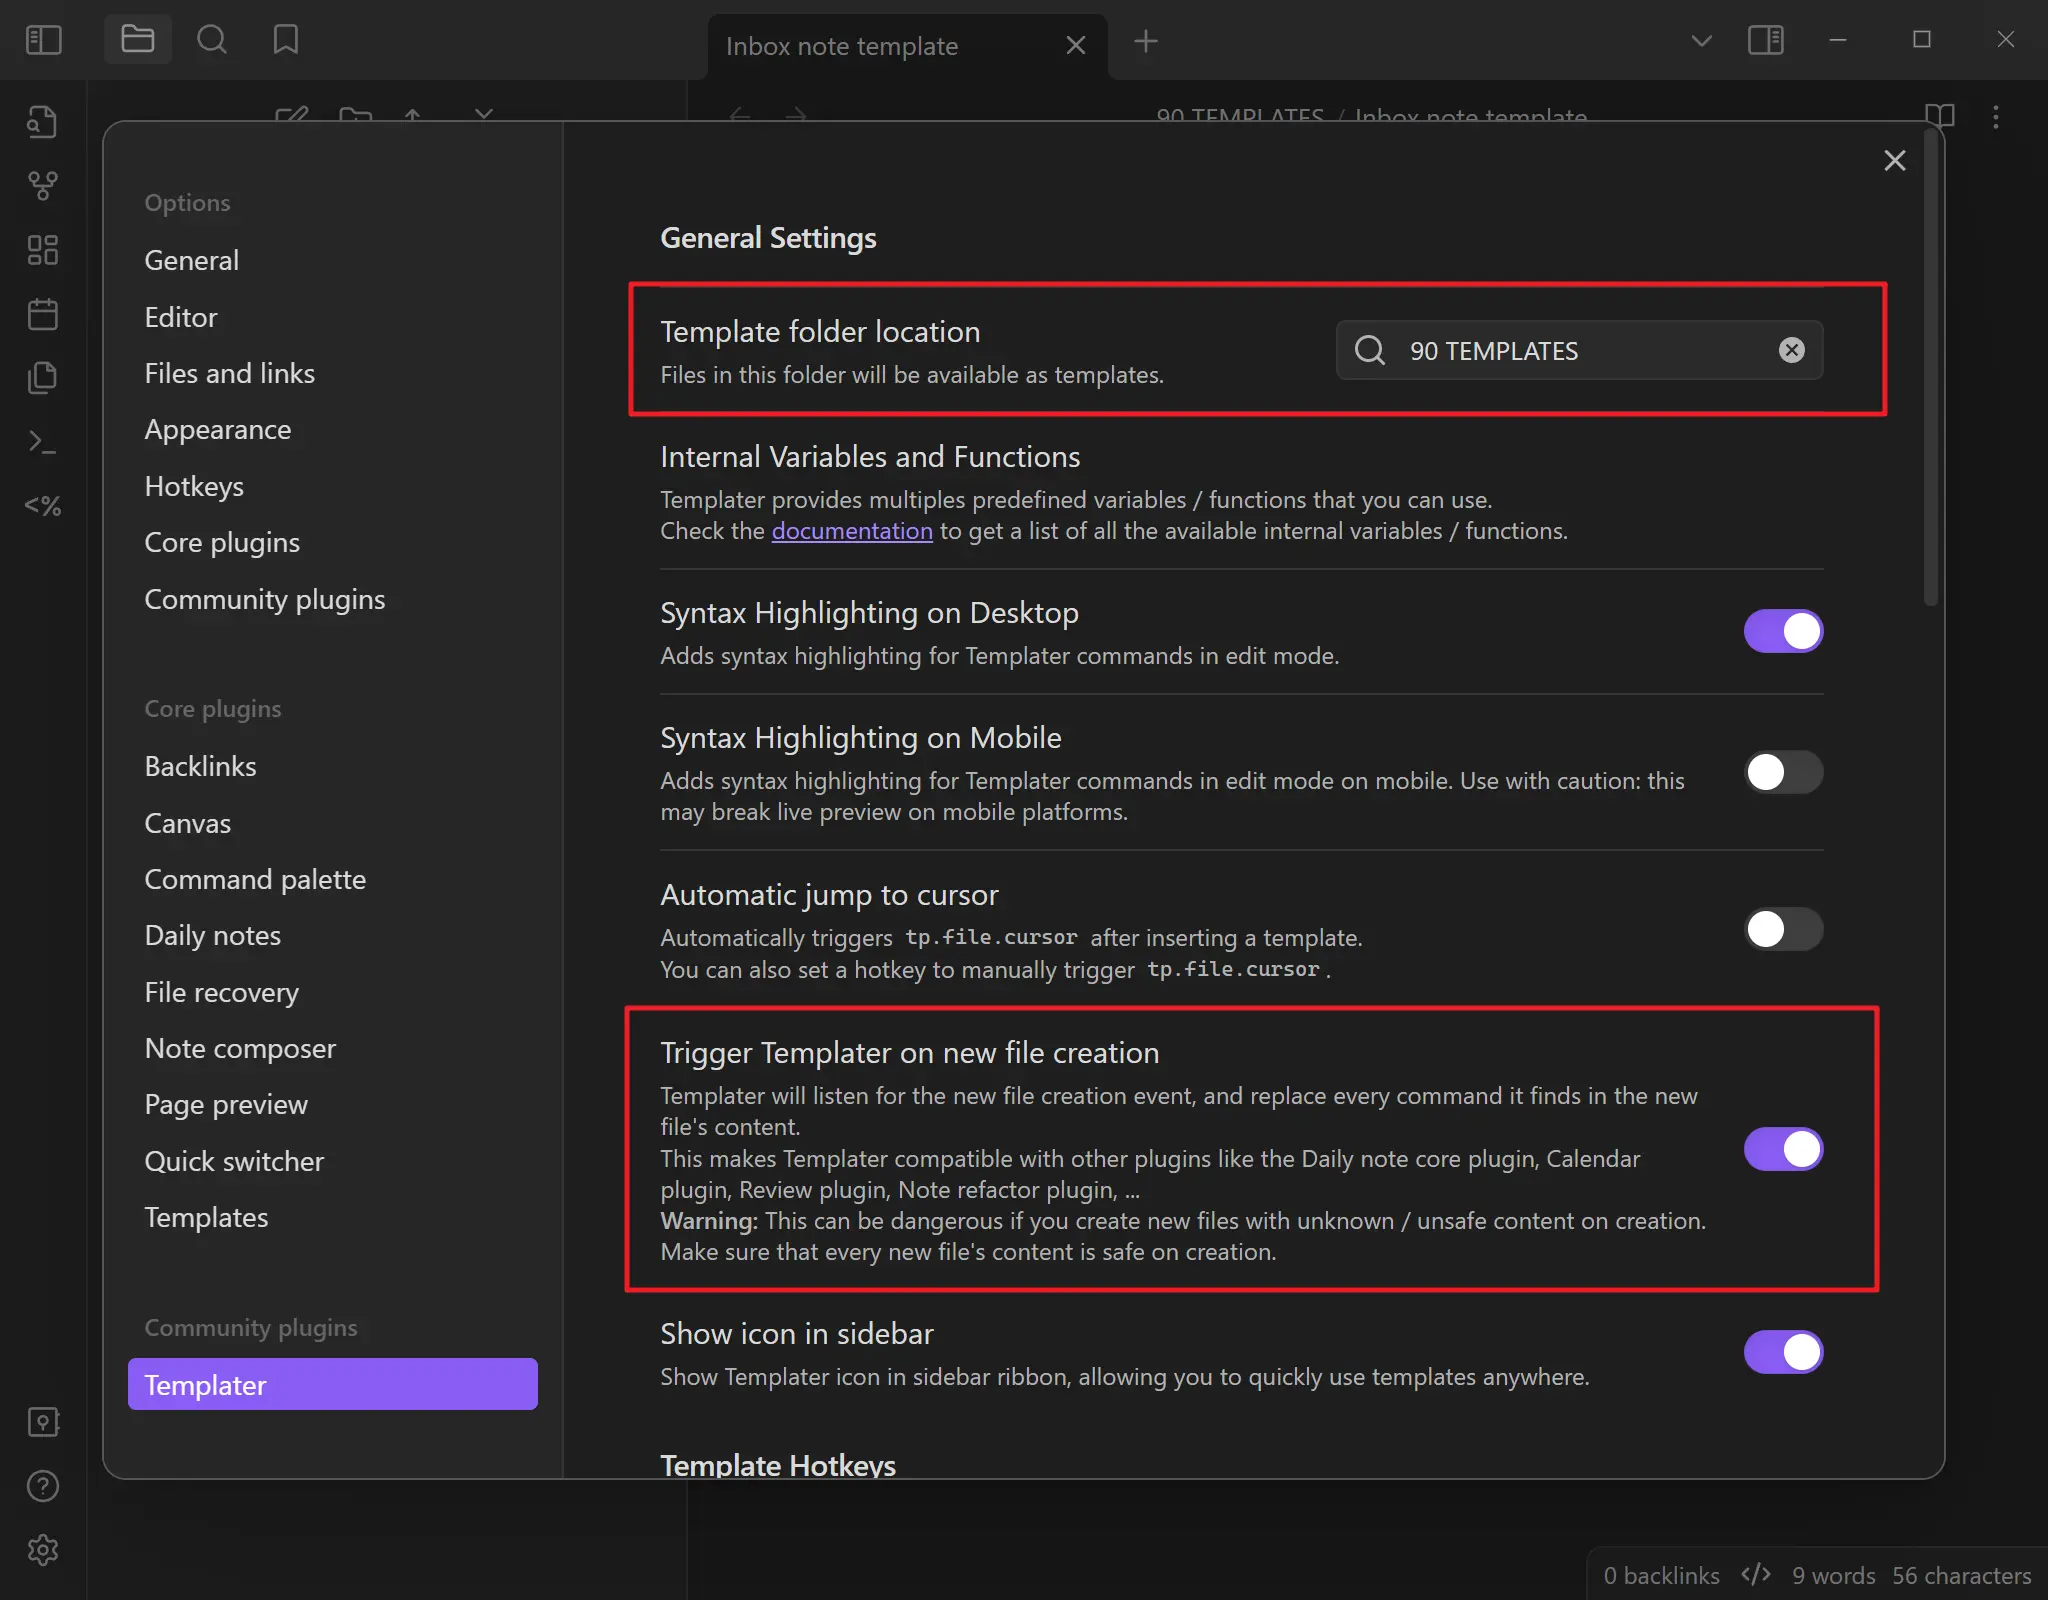 Inbox note template
90 TEMPLATES / Inbox note template
Options
General
Editor
Files and links
Appearance
Hotkeys
Core plugins
Community plugins
Core plugins
Backlinks
Canvas
Command palette
Daily notes
File recovery
Note composer
Page preview
Quick switcher
Templates
Community plugins
Templater
General Settings
Template folder location
90 TEMPLATES
Files in this folder will be available as templates.
Internal Variables and Functions
Templater provides multiples predefined variables / functions that you can use.
Check the documentation to get a list of all the available internal variables / functions.
Syntax Highlighting on Desktop
Adds syntax highlighting for Templater commands in edit mode.
Syntax Highlighting on Mobile
Adds syntax highlighting for Templater commands in edit mode on mobile. Use with caution: this
may break live preview on mobile platforms.
Automatic jump to cursor
Automatically triggers tp.file.cursor after inserting a template.
You can also set a hotkey to manually trigger tp.file.cursor.
Trigger Templater on new file creation
Templater will listen for the new file creation event, and replace every command it finds in the new
file's content.
This makes Templater compatible with other plugins like the Daily note core plugin, Calendar
plugin, Review plugin, Note refactor plugin, ...
Warning: This can be dangerous if you create new files with unknown / unsafe content on creation.
Make sure that every new file's content is safe on creation.
Show icon in sidebar
Show Templater icon in sidebar ribbon, allowing you to quickly use templates anywhere.
Template Hotkeys
<%
0 backlinks </> 9 words 56 characters